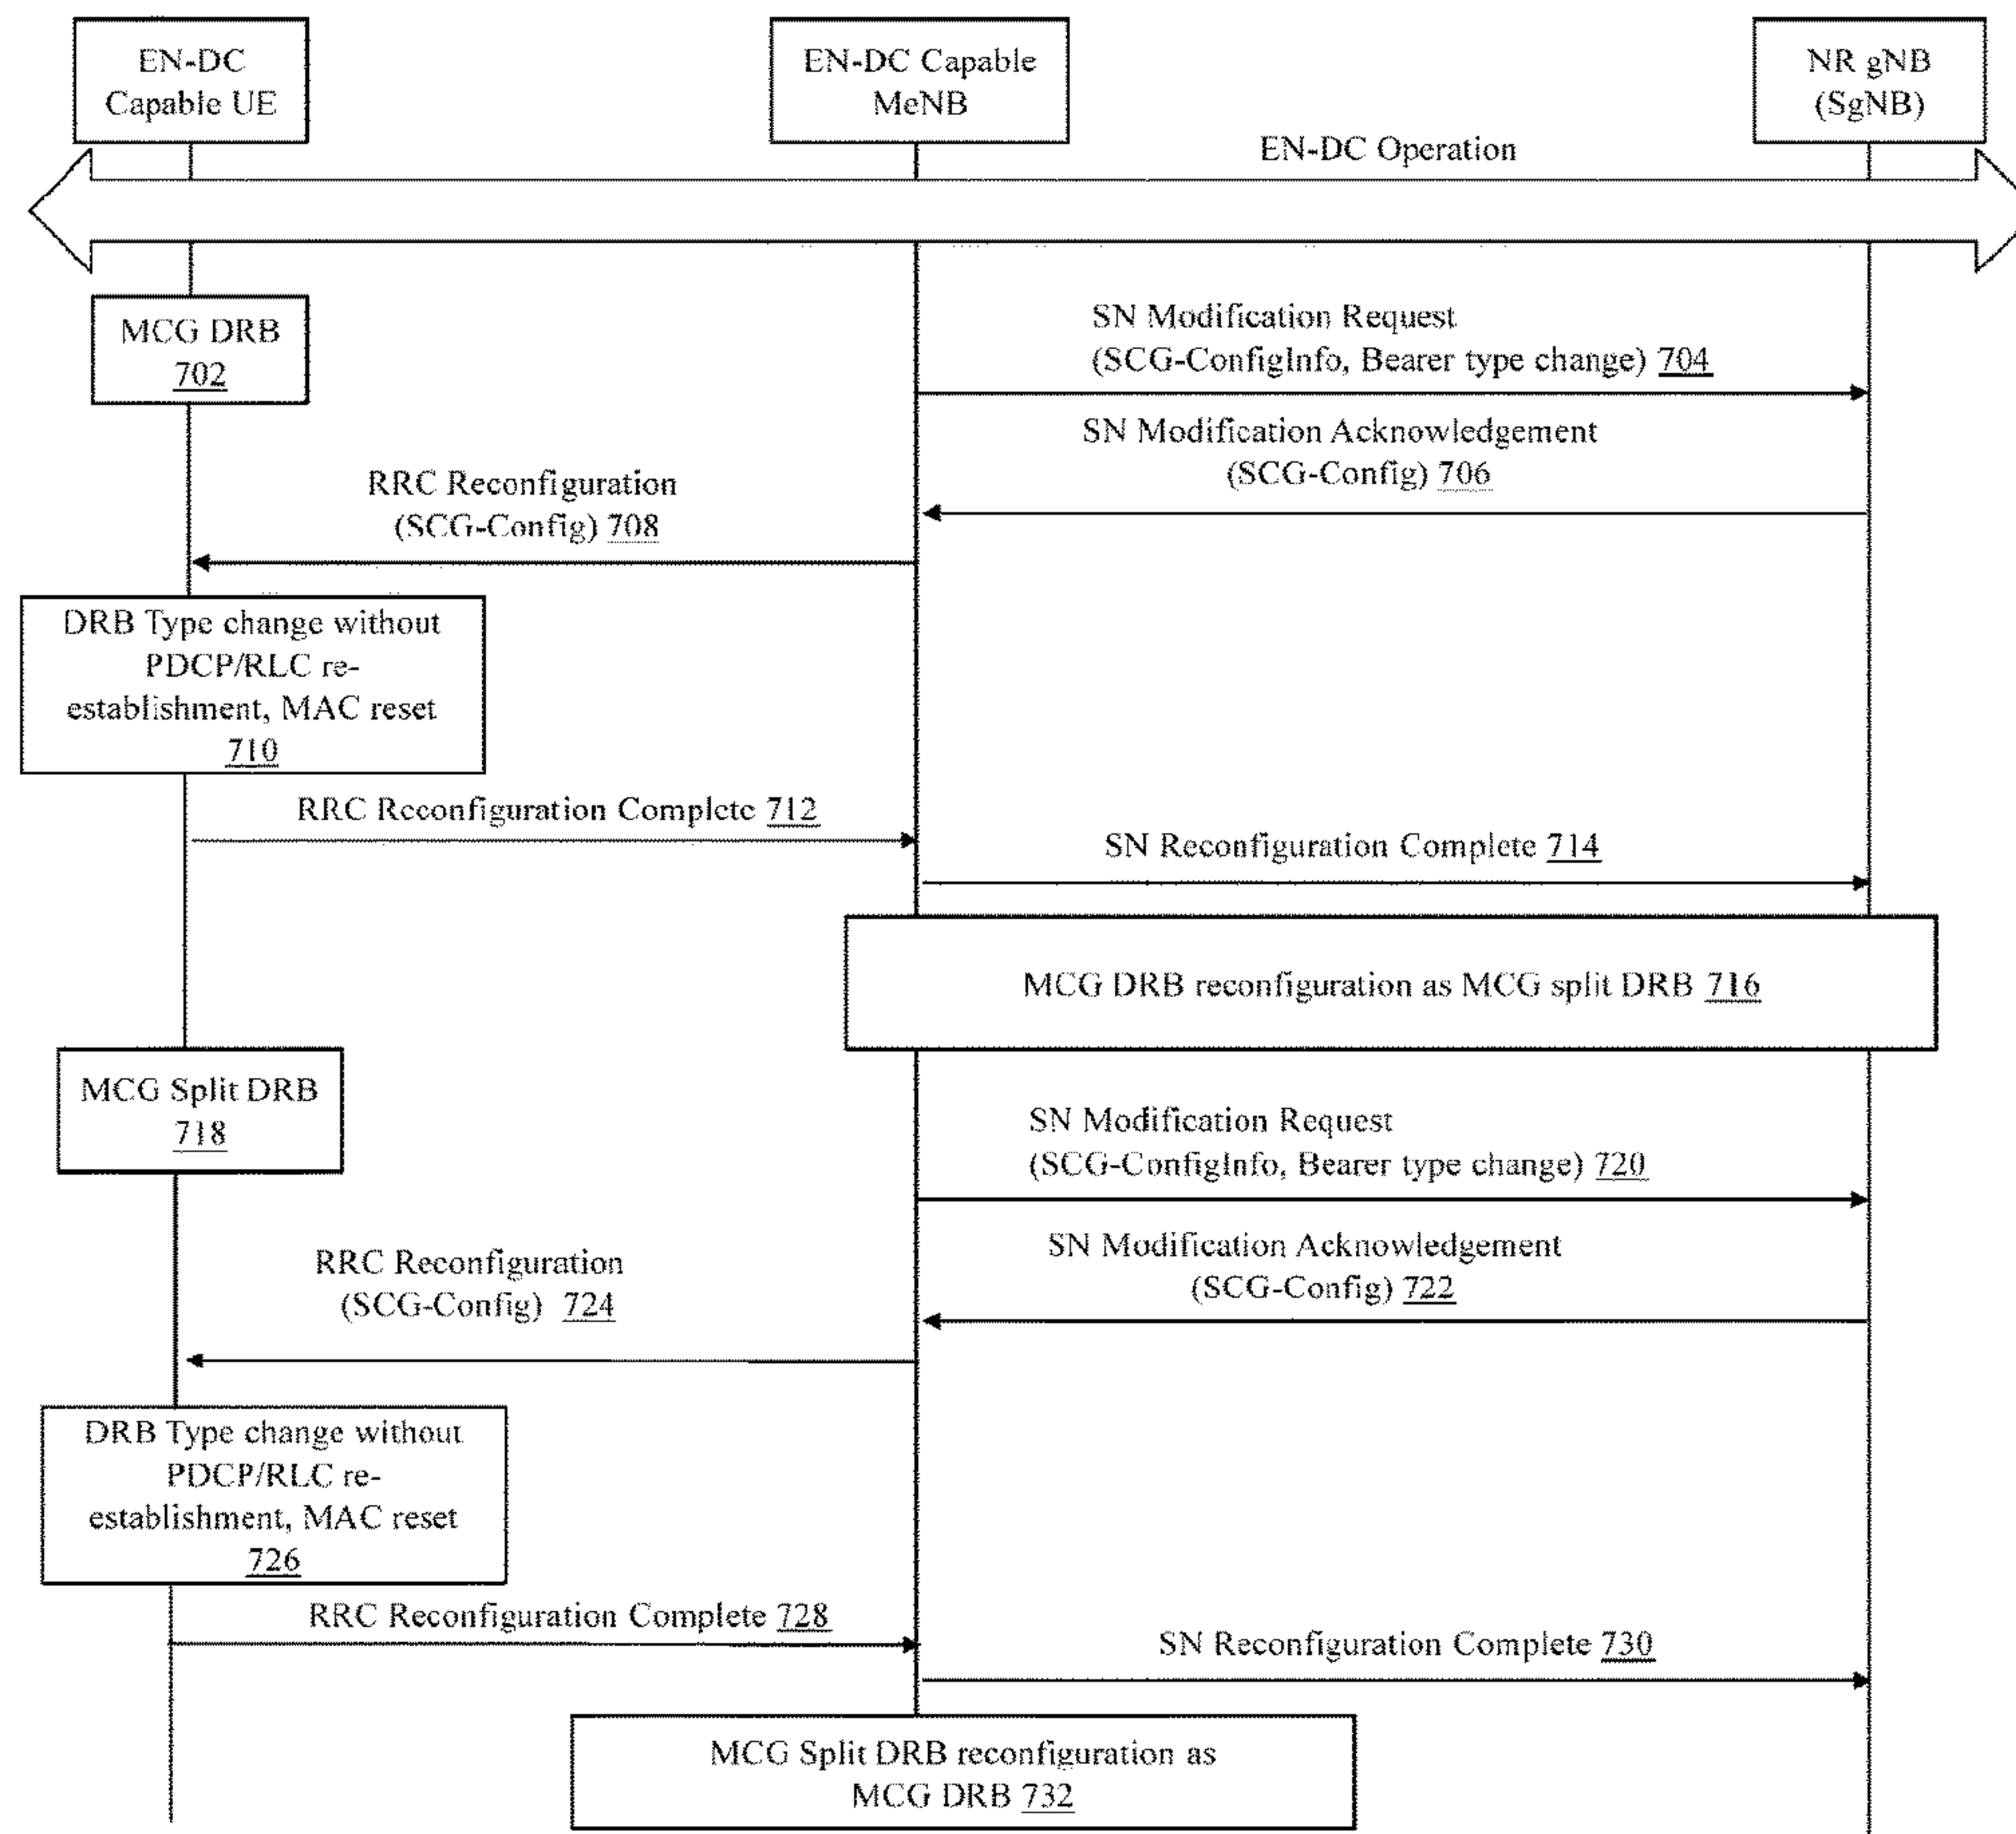 EN-DC
Capable UE
EN-DC Capable
MeNB
NR gNB
(SgNB)
EN-DC Operation
MCG DRB
702
SN Modification Request
(SCG-ConfigInfo, Bearer type change) 704
SN Modification Acknowledgement
(SCG-Config) 706
RRC Reconfiguration
(SCG-Config) 708
DRB Type change without
PDCP/RLC re-
establishment, MAC reset
710
RRC Reconfiguration Complete 712
SN Reconfiguration Complete 714
MCG DRB reconfiguration as MCG split DRB 716
MCG Split DRB
718
SN Modification Request
(SCG-ConfigInfo, Bearer type change) 720
SN Modification Acknowledgement
(SCG-Config) 722
RRC Reconfiguration
(SCG-Config) 724
DRB Type change without
PDCP/RLC re-
establishment, MAC reset
726
RRC Reconfiguration Complete 728
SN Reconfiguration Complete 730
MCG Split DRB reconfiguration as
MCG DRB 732